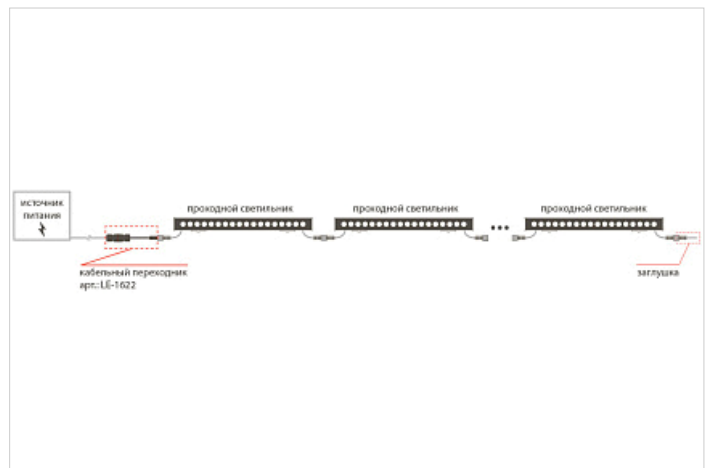 источник
питания
проходной светильник
проходной светильник
проходной светильник
кабельный переходник
арт.: LE-1622
заглушка